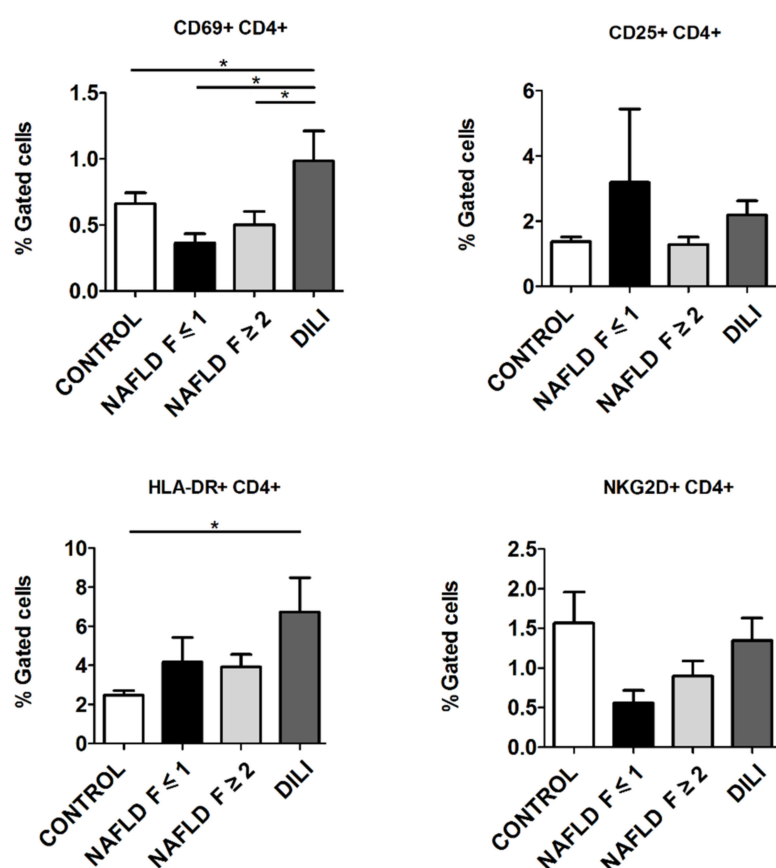 CD69+ CD4+
*
*
*
% Gated cells
1.5
1.0
0.5
0.0
CONTROL
NAFLD F ≤ 1
NAFLD F ≥ 2
DILI
CD25+ CD4+
% Gated cells
6
4
2
0
CONTROL
NAFLD F ≤ 1
NAFLD F ≥ 2
DILI
HLA-DR+ CD4+
*
% Gated cells
10
8
6
4
2
0
CONTROL
NAFLD F ≤ 1
NAFLD F ≥ 2
DILI
NKG2D+ CD4+
% Gated cells
2.5
2.0
1.5
1.0
0.5
0.0
CONTROL
NAFLD F ≤ 1
NAFLD F ≥ 2
DILI